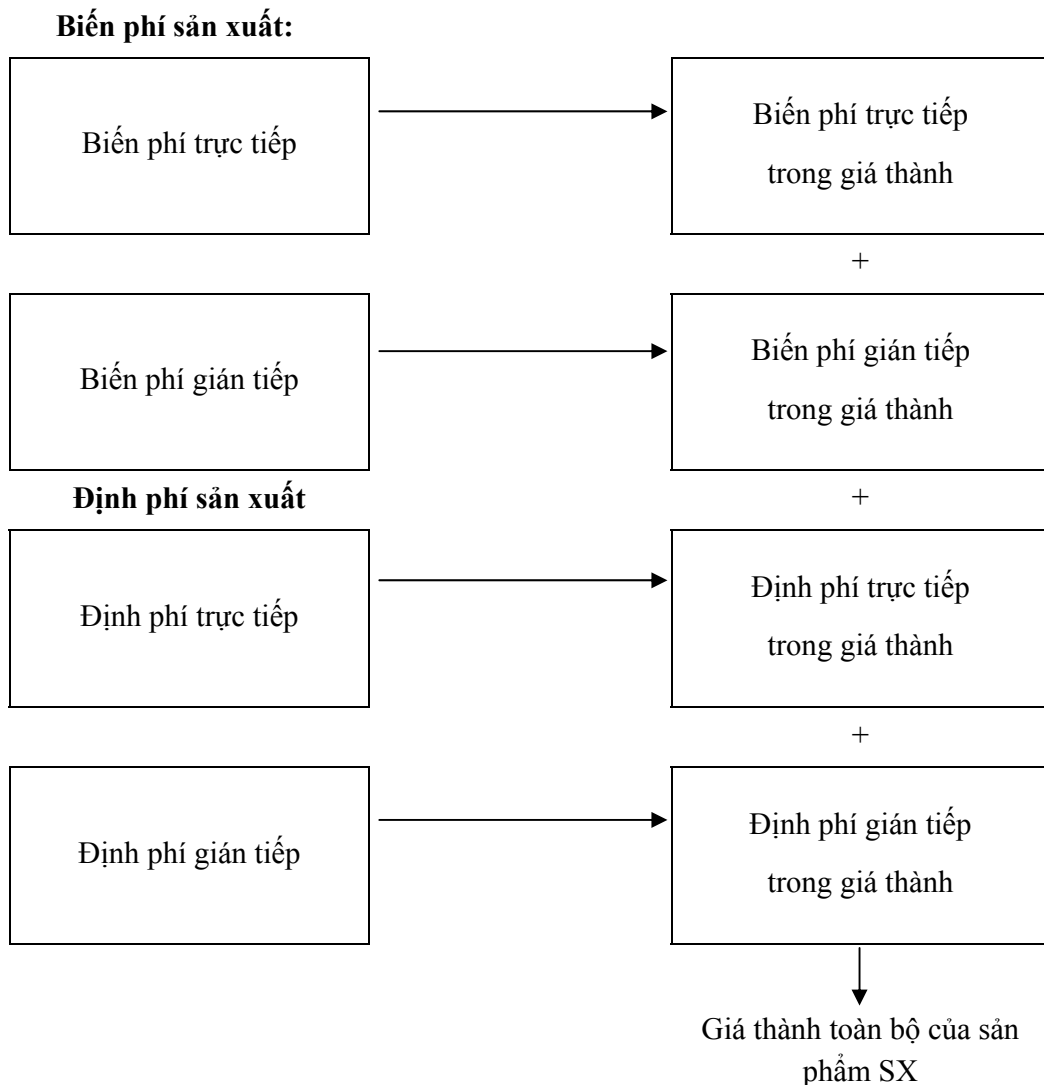 Biến phí sản xuất:
Biến phí trực tiếp
Biến phí trực tiếp
trong giá thành
+
Biến phí gián tiếp
Biến phí gián tiếp
trong giá thành
Định phí sản xuất
+
Định phí trực tiếp
Định phí trực tiếp
trong giá thành
+
Định phí gián tiếp
Định phí gián tiếp
trong giá thành
Giá thành toàn bộ của sản
phẩm SX